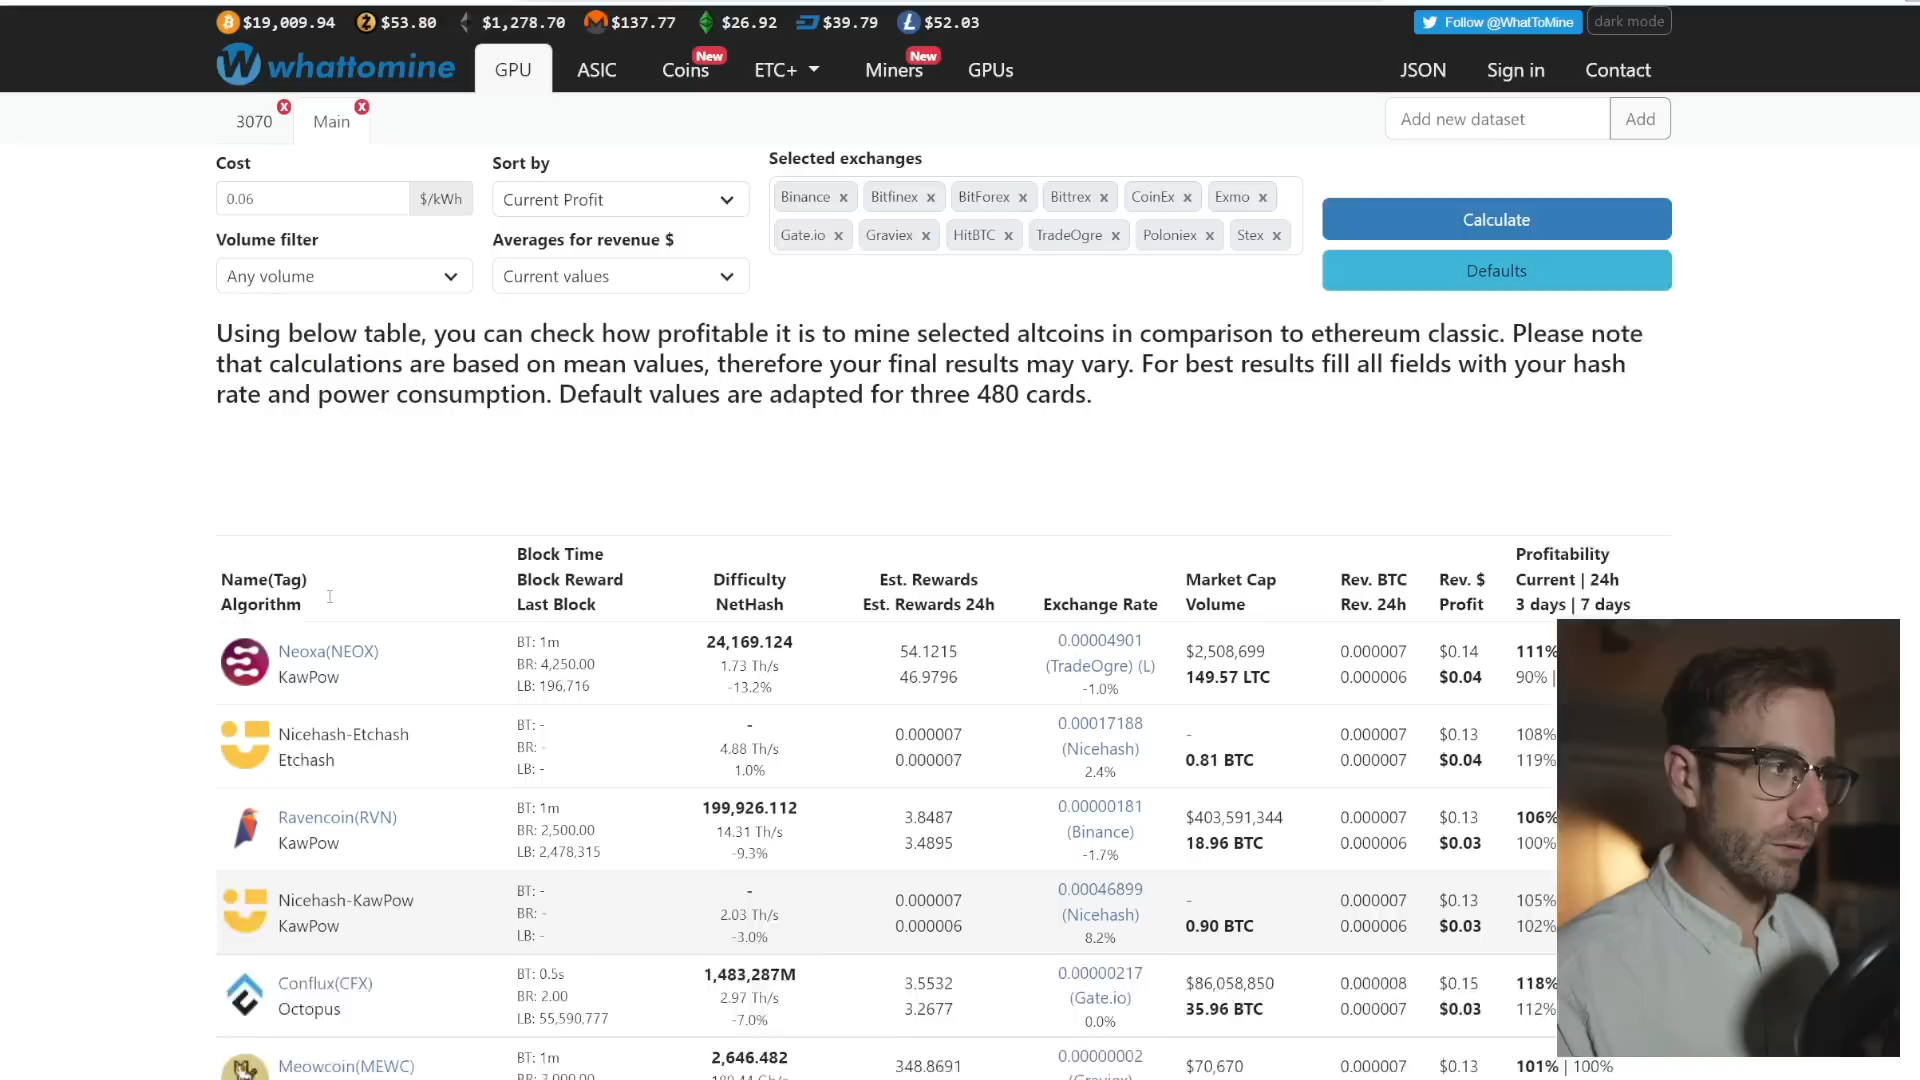 $19,009.94 $53.80 $1,278.70 $137.77 $26.92 $39.79 $52.03 Follow @WhatToMine dark mode
whattomine GPU ASIC Coins New ETC+ Miners New GPUs JSON Sign in Contact
3070 x Main x Add new dataset Add
Cost Sort by Selected exchanges
0.06 $/kWh Current Profit Binance x Bitfinex x BitForex x Bittrex x CoinEx x Exmo x Calculate
Volume filter Averages for revenue $ Gate.io x Graviex x HitBTC x TradeOgre x Poloniex x Stex x
Any volume Current values Defaults
Using below table, you can check how profitable it is to mine selected altcoins in comparison to ethereum classic. Please note
that calculations are based on mean values, therefore your final results may vary. For best results fill all fields with your hash
rate and power consumption. Default values are adapted for three 480 cards.
Block Time Profitability
Name(Tag) Block Reward Difficulty Est. Rewards Market Cap Rev. BTC Rev. $ Current | 24h
Algorithm Last Block NetHash Est. Rewards 24h Exchange Rate Volume Rev. 24h Profit 3 days | 7 days
Neoxa(NEOX) BT: 1m 24,169.124 54.1215 0.00004901 $2,508,699 0.000007 $0.14 111%
KawPow BR: 4,250.00 1.73 Th/s 46.9796 (TradeOgre) (L) 149.57 LTC 0.000006 $0.04 90% |
LB: 196,716 -13.2% -1.0%
Nicehash-Etchash BT: - - 0.000007 0.00017188 - 0.000007 $0.13 108%
Etchash BR: - 4.88 Th/s 0.000007 (Nicehash) 0.81 BTC 0.000007 $0.04 119%
LB: - 1.0% 2.4%
Ravencoin(RVN) BT: 1m 199,926.112 3.8487 0.00000181 $403,591,344 0.000007 $0.13 106%
KawPow BR: 2,500.00 14.31 Th/s 3.4895 (Binance) 18.96 BTC 0.000006 $0.03 100%
LB: 2,478,315 -9.3% -1.7%
Nicehash-KawPow BT: - - 0.000007 0.00046899 - 0.000007 $0.13 105%
KawPow BR: - 2.03 Th/s 0.000006 (Nicehash) 0.90 BTC 0.000006 $0.03 102%
LB: - -3.0% 8.2%
Conflux(CFX) BT: 0.5s 1,483,287M 3.5532 0.00000217 $86,058,850 0.000008 $0.15 118%
Octopus BR: 2.00 2.97 Th/s 3.2677 (Gate.io) 35.96 BTC 0.000007 $0.03 112%
LB: 55,590,777 -7.0% 0.0%
Meowcoin(MEWC) BT: 1m 2,646.482 348.8691 0.00000002 $70,670 0.000007 $0.13 101% | 100%